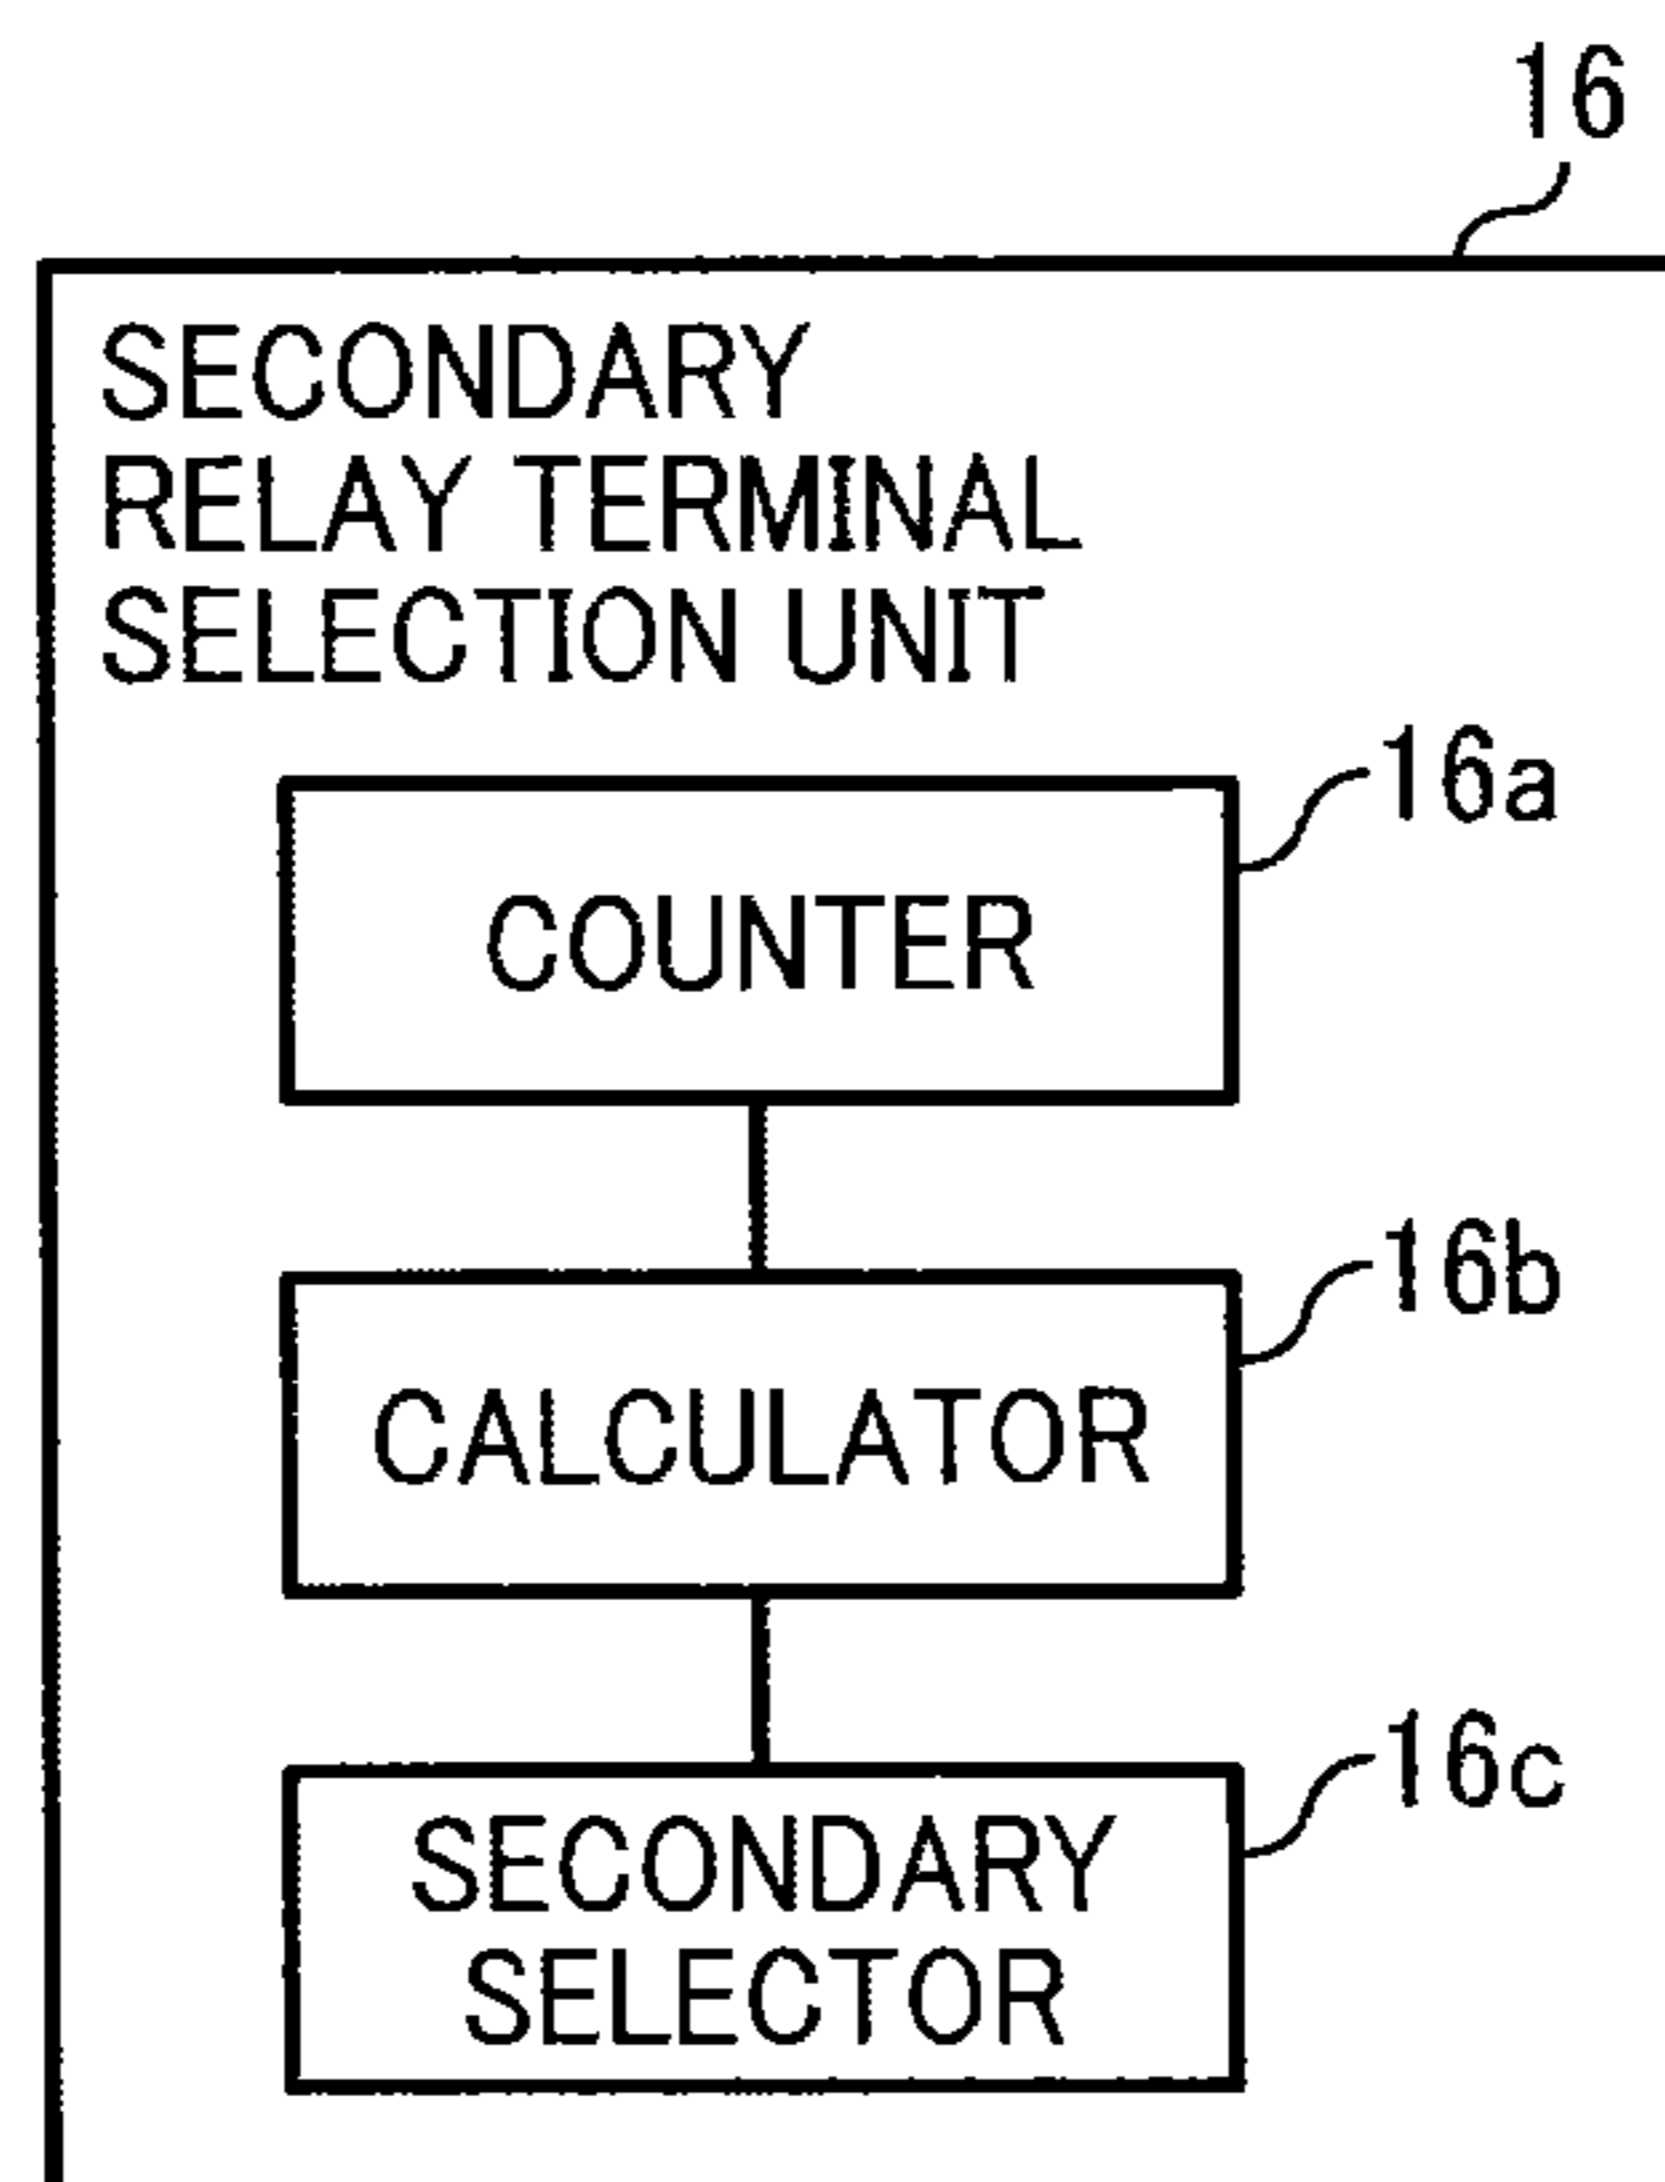 16
SECONDARY
RELAY TERMINAL
SELECTION UNIT
16a
COUNTER
16b
CALCULATOR
16c
SECONDARY
SELECTOR